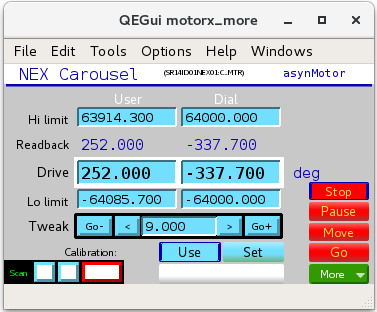 QEGui motorx_more
File Edit Tools Options Help Windows
NEX Carousel (SR14ID01NEX01:C_MTR) asynMotor
User Dial
Hi limit 63914.300 64000.000
Readback 252.000 -337.700
Drive 252.000 -337.700 deg
Lo limit -64085.700 -64000.000
Stop
Tweak Go- < 9.000 > Go+
Pause
Move
Calibration: Use Set
Go
Scan
More